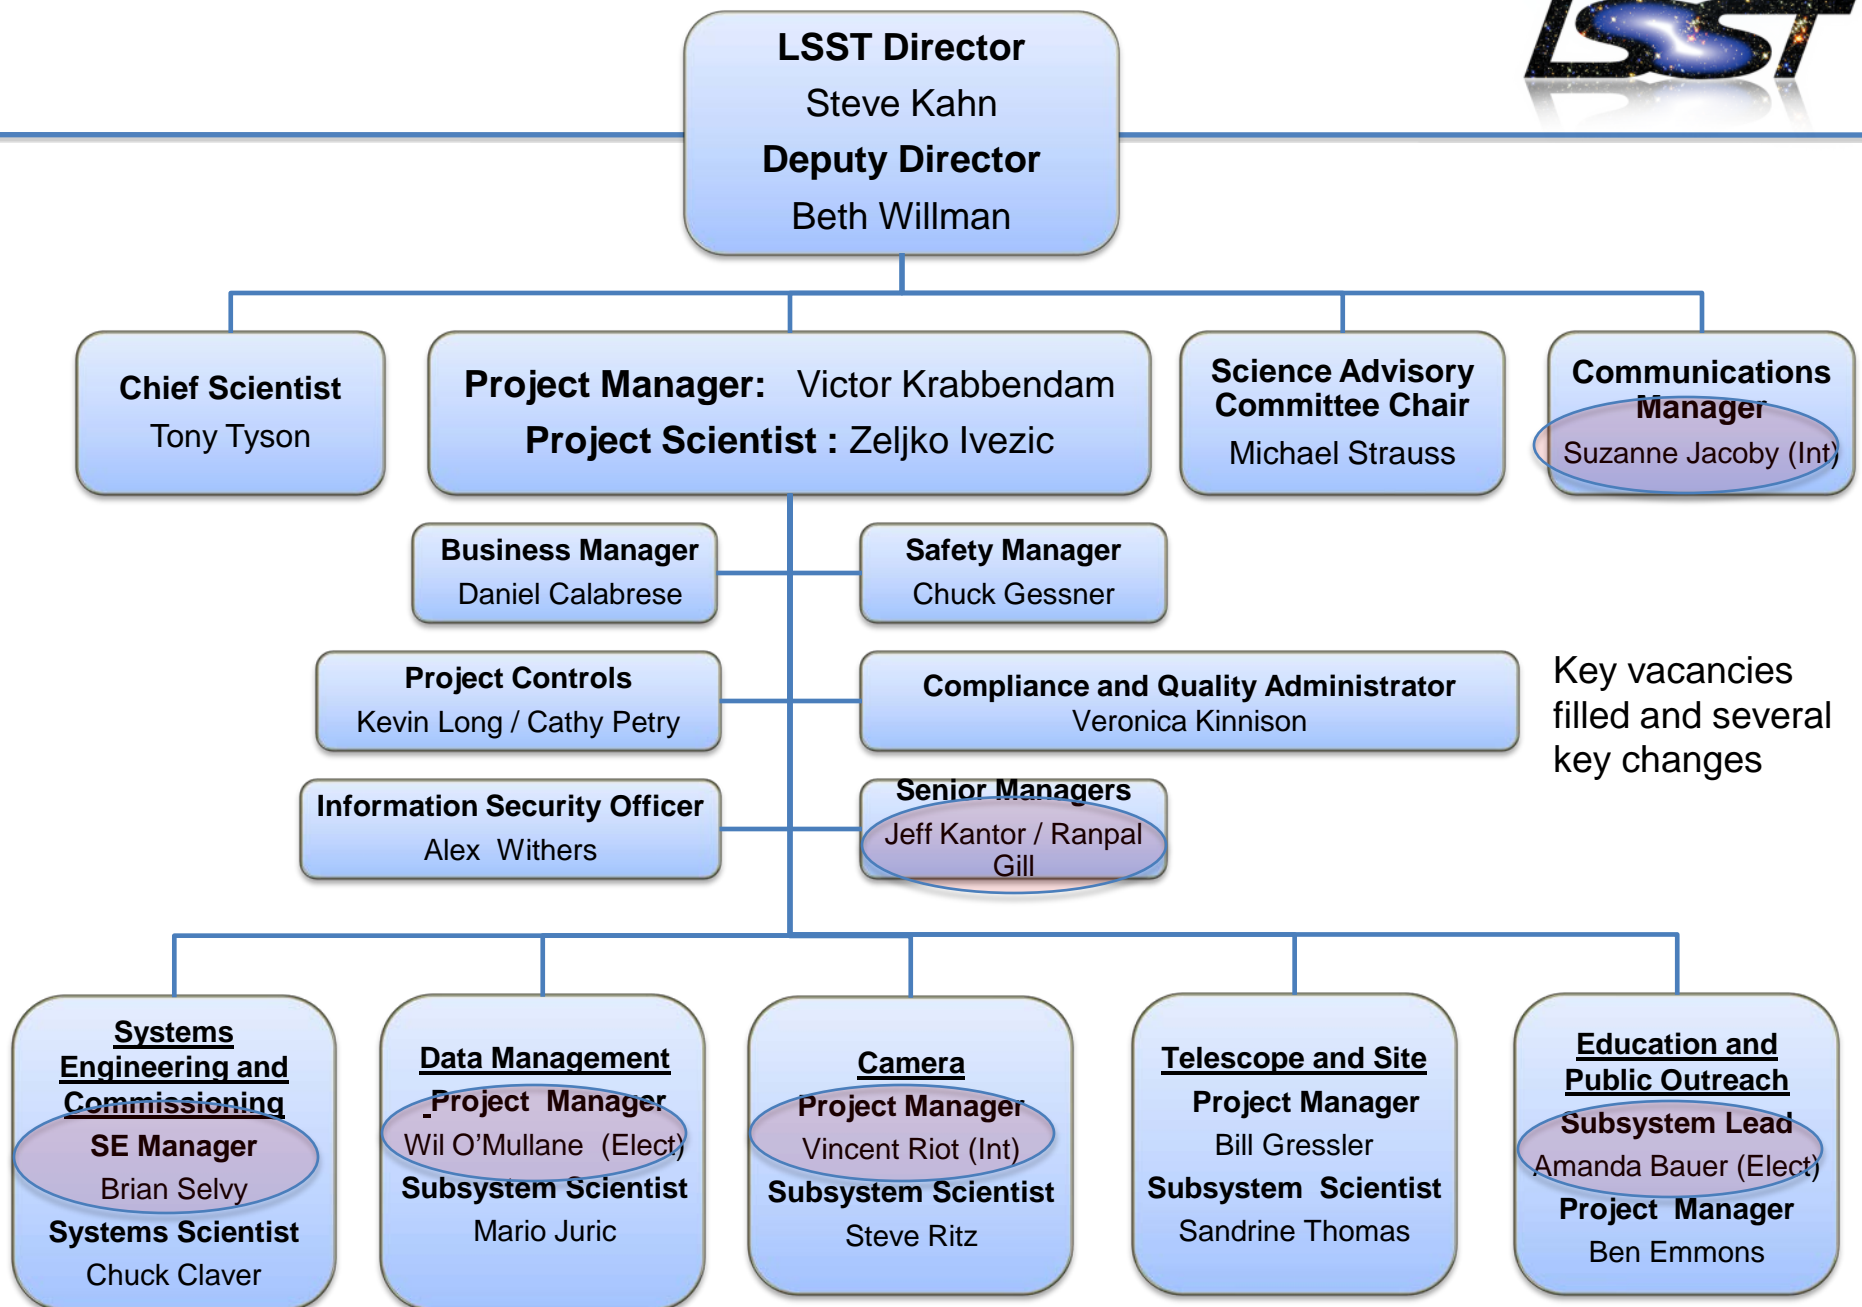 LSST
LSST Director
Steve Kahn
Deputy Director
Beth Willman
Chief Scientist
Tony Tyson
Project Manager: Victor Krabbendam
Project Scientist : Zeljko Ivezic
Science Advisory
Committee Chair
Michael Strauss
Communications
Manager
Suzanne Jacoby (Int)
Business Manager
Daniel Calabrese
Safety Manager
Chuck Gessner
Project Controls
Kevin Long / Cathy Petry
Compliance and Quality Administrator
Veronica Kinnison
Key vacancies
filled and several
key changes
Information Security Officer
Alex Withers
Senior Managers
Jeff Kantor / Ranpal
Gill
Systems
Engineering and
Commissioning
SE Manager
Brian Selvy
Systems Scientist
Chuck Claver
Data Management
Project Manager
Wil O’Mullane (Elect)
Subsystem Scientist
Mario Juric
Camera
Project Manager
Vincent Riot (Int)
Subsystem Scientist
Steve Ritz
Telescope and Site
Project Manager
Bill Gressler
Subsystem Scientist
Sandrine Thomas
Education and
Public Outreach
Subsystem Lead
Amanda Bauer (Elect)
Project Manager
Ben Emmons